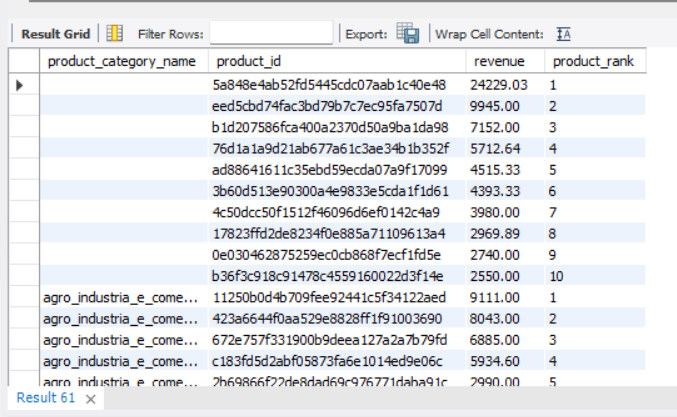 Result Grid Filter Rows: Export: Wrap Cell Content: IA
product_category_name product_id revenue product_rank
5a848e4ab52fd5445cdc07aab1c40e48 24229.03 1
eed5cbd74fac3bd79b7c7ec95fa7507d 9945.00 2
b1d207586fca400a2370d50a9ba1da98 7152.00 3
76d1a1a9d21ab677a61c3ae34b1b352f 5712.64 4
ad88641611c35ebd59ecda07a9f17099 4515.33 5
3b60d513e90300a4e9833e5cda1f1d61 4393.33 6
4c50dcc50f1512f46096d6ef0142c4a9 3980.00 7
17823ffd2de8234f0e885a71109613a4 2969.89 8
0e030462875259ec0cb868f7ecf1fd5e 2740.00 9
b36f3c918c91478c4559160022d3f14e 2550.00 10
agro_industria_e_come... 11250b0d4b709fee92441c5f34122aed 9111.00 1
agro_industria_e_come... 423a6644f0aa529e8828ff1f91003690 8043.00 2
agro_industria_e_come... 672e757f331900b9deea127a2a7b79fd 6885.00 3
agro_industria_e_come... c183fd5d2abf05873fa6e1014ed9e06c 5934.60 4
agro_industria_e_come... 2b69866f22de8dad69c976771daba91c 2990.00 5
Result 61